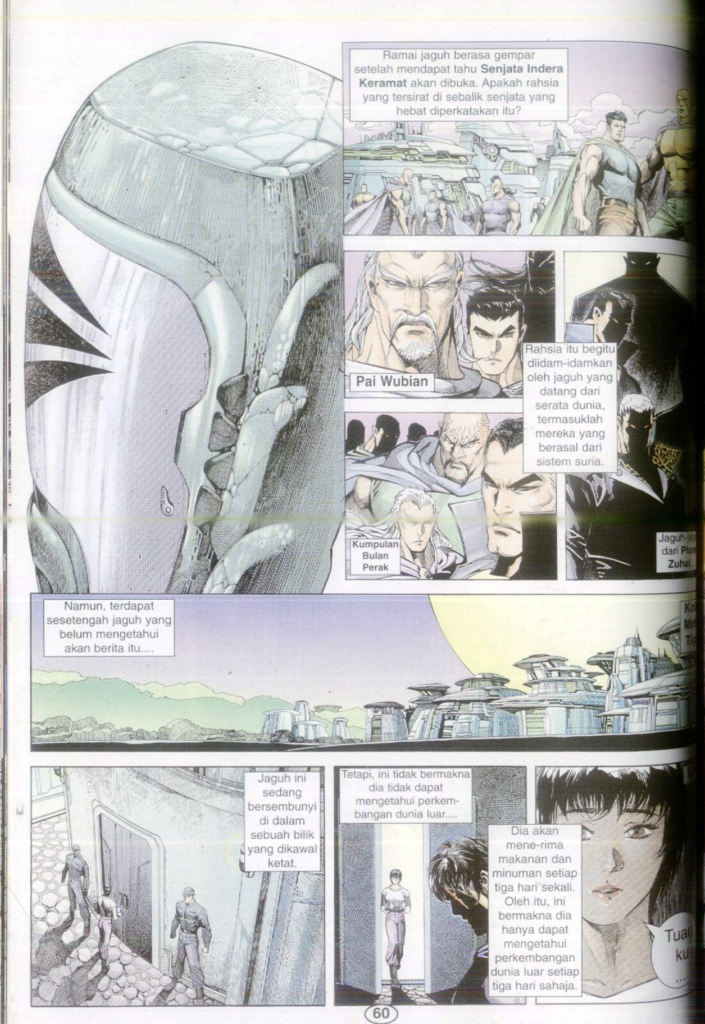 Ramai jaguh berasa gempar
setelah mendapat tahu Senjata Indera
Keramat akan dibuka. Apakah rahsia
yang tersirat di sebalik senjata yang
hebat diperkatakan itu?
Pai Wubian
Rahsia itu begitu
diidam-idamkan
oleh jaguh yang
datang dari
serata dunia,
termasuklah
mereka yang
berasal dari
sistem suria.
Kumpulan
Bulan
Perak
dari
Zuhal
Namun, terdapat
sesetengah jaguh yang
belum mengetahui
akan berita itu....
Jaguh ini
sedang
bersembunyi
di dalam
sebuah bilik
yang dikawal
ketat.
Tetapi, ini tidak bermakna
dia tidak dapat
mengetahui perkem-
bangan dunia luar....
Dia akan
mene-rima
makanan dan
minuman setiap
tiga hari sekali.
Oleh itu, ini
bermakna dia
hanya dapat
mengetahui
perkembangan
dunia luar setiap
tiga hari sahaja.
60